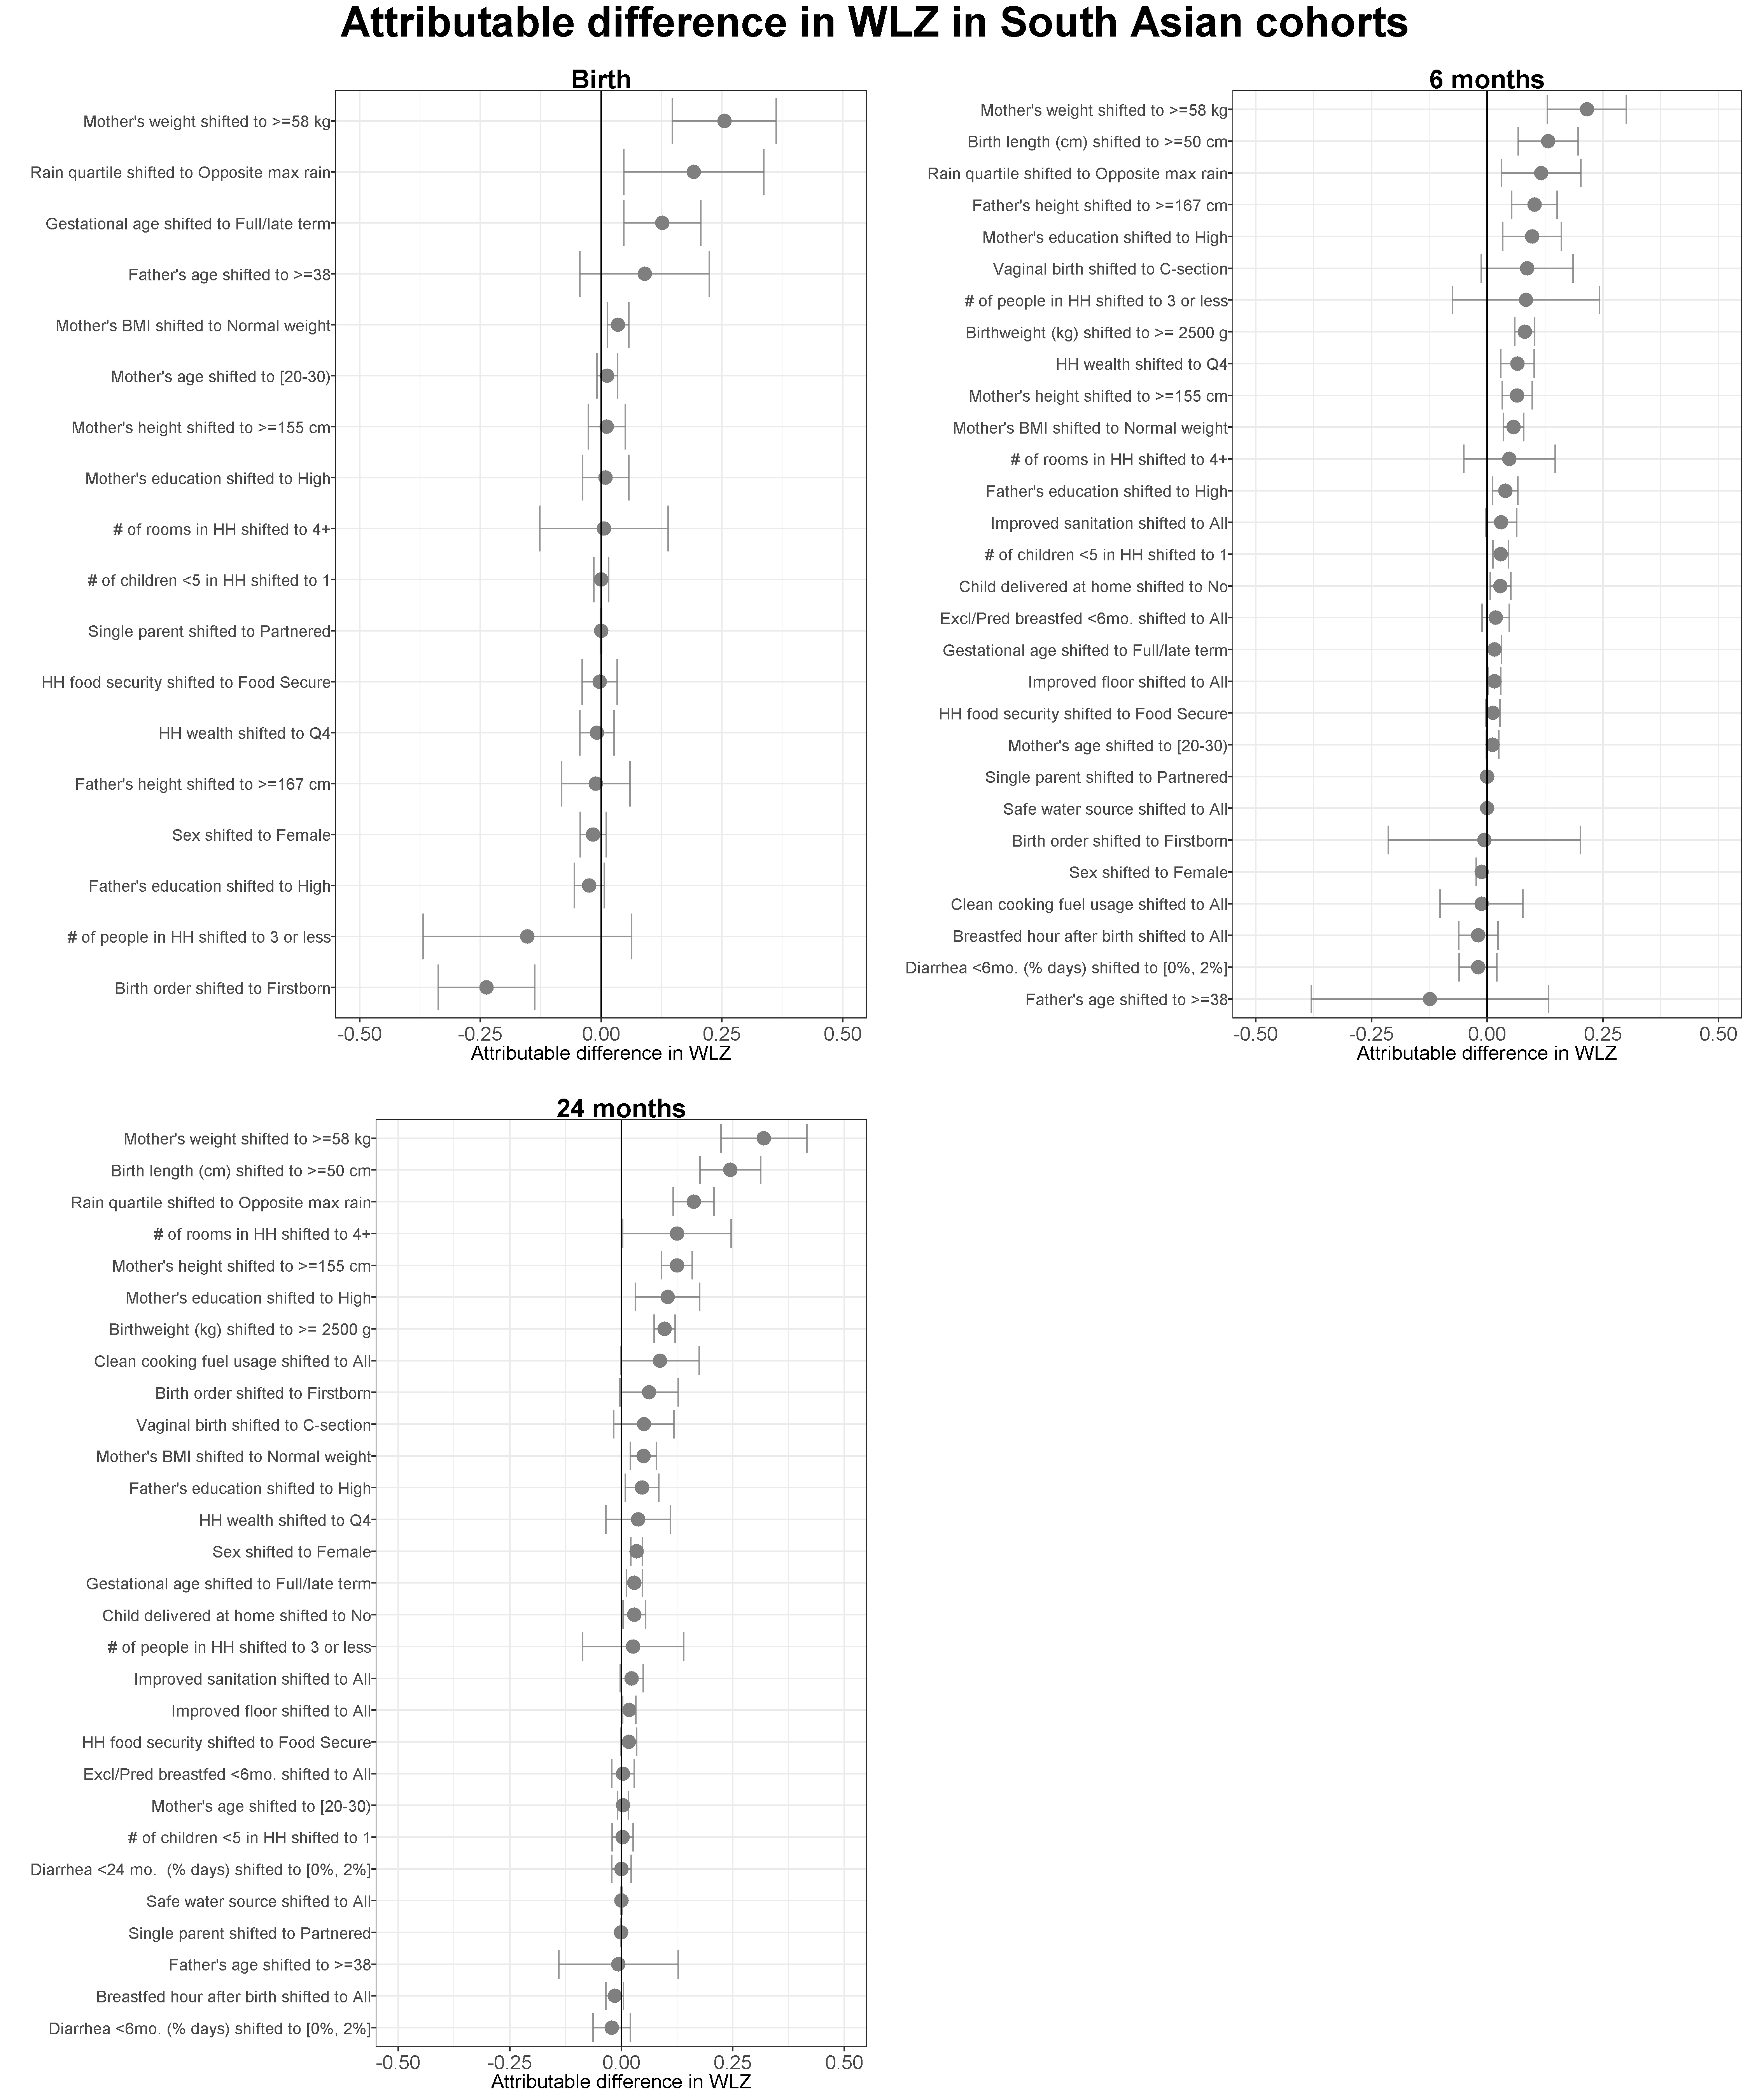 Attributable difference in WLZ in South Asian cohorts
Birth
Mother's weight shifted to >=58 kg
Rain quartile shifted to Opposite max rain
Gestational age shifted to Full/late term
Father's age shifted to >=38
Mother's BMI shifted to Normal weight
Mother's age shifted to [20-30)
Mother's height shifted to >=155 cm
Mother's education shifted to High
# of rooms in HH shifted to 4+
# of children <5 in HH shifted to 1
Single parent shifted to Partnered
HH food security shifted to Food Secure
HH wealth shifted to Q4
Father's height shifted to >=167 cm
Sex shifted to Female
Father's education shifted to High
# of people in HH shifted to 3 or less
Birth order shifted to Firstborn
-0.50 -0.25 0.00 0.25 0.50
Attributable difference in WLZ
6 months
Mother's weight shifted to >=58 kg
Birth length (cm) shifted to >=50 cm
Rain quartile shifted to Opposite max rain
Father's height shifted to >=167 cm
Mother's education shifted to High
Vaginal birth shifted to C-section
# of people in HH shifted to 3 or less
Birthweight (kg) shifted to >= 2500 g
HH wealth shifted to Q4
Mother's height shifted to >=155 cm
Mother's BMI shifted to Normal weight
# of rooms in HH shifted to 4+
Father's education shifted to High
Improved sanitation shifted to All
# of children <5 in HH shifted to 1
Child delivered at home shifted to No
Excl/Pred breastfed <6mo. shifted to All
Gestational age shifted to Full/late term
Improved floor shifted to All
HH food security shifted to Food Secure
Mother's age shifted to [20-30)
Single parent shifted to Partnered
Safe water source shifted to All
Birth order shifted to Firstborn
Sex shifted to Female
Clean cooking fuel usage shifted to All
Breastfed hour after birth shifted to All
Diarrhea <6mo. (% days) shifted to [0%, 2%]
Father's age shifted to >=38
-0.50 -0.25 0.00 0.25 0.50
Attributable difference in WLZ
24 months
Mother's weight shifted to >=58 kg
Birth length (cm) shifted to >=50 cm
Rain quartile shifted to Opposite max rain
# of rooms in HH shifted to 4+
Mother's height shifted to >=155 cm
Mother's education shifted to High
Birthweight (kg) shifted to >= 2500 g
Clean cooking fuel usage shifted to All
Birth order shifted to Firstborn
Vaginal birth shifted to C-section
Mother's BMI shifted to Normal weight
Father's education shifted to High
HH wealth shifted to Q4
Sex shifted to Female
Gestational age shifted to Full/late term
Child delivered at home shifted to No
# of people in HH shifted to 3 or less
Improved sanitation shifted to All
Improved floor shifted to All
HH food security shifted to Food Secure
Excl/Pred breastfed <6mo. shifted to All
Mother's age shifted to [20-30)
# of children <5 in HH shifted to 1
Diarrhea <24 mo.  (% days) shifted to [0%, 2%]
Safe water source shifted to All
Single parent shifted to Partnered
Father's age shifted to >=38
Breastfed hour after birth shifted to All
Diarrhea <6mo. (% days) shifted to [0%, 2%]
-0.50 -0.25 0.00 0.25 0.50
Attributable difference in WLZ